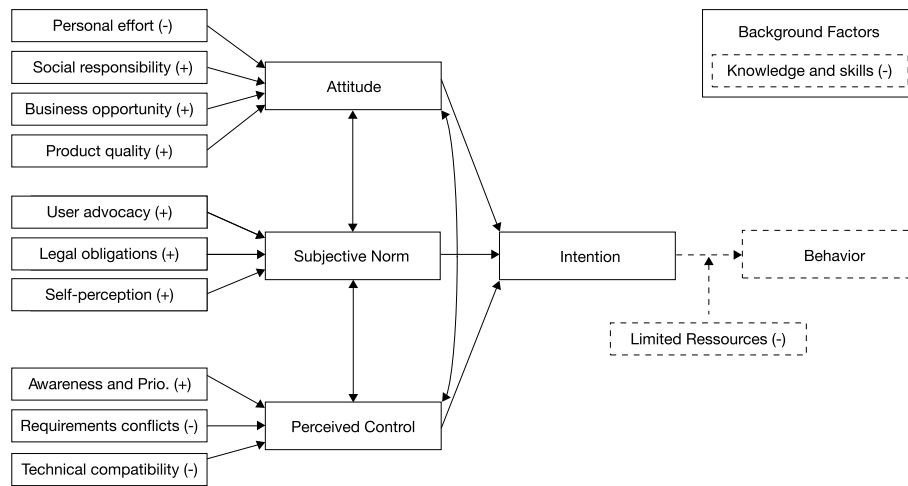 Personal effort (-)
Social responsibility (+)
Business opportunity (+)
Product quality (+)
Attitude
Background Factors
Knowledge and skills (-)
User advocacy (+)
Legal obligations (+)
Self-perception (+)
Subjective Norm
Intention
Behavior
Limited Ressources (-)
Awareness and Prio. (+)
Requirements conflicts (-)
Technical compatibility (-)
Perceived Control